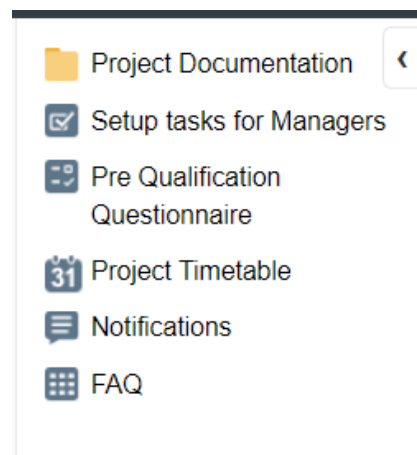 Project Documentation
Setup tasks for Managers
Pre Qualification
Questionnaire
31 Project Timetable
Notifications
FAQ